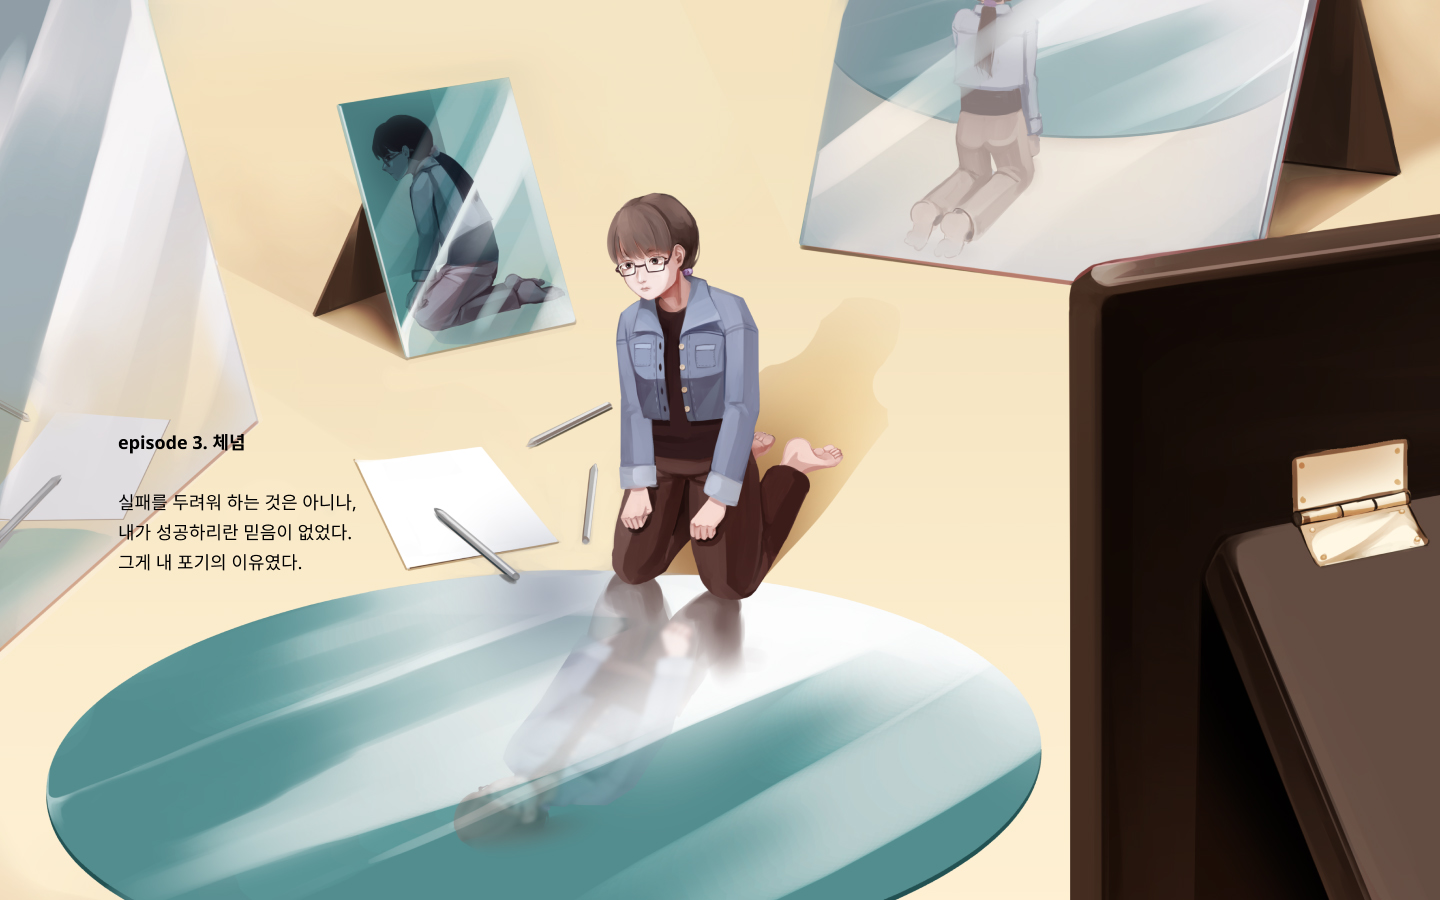 episode 3. 체념
실패를 두려워 하는 것은 아니나,
내가 성공하리란 믿음이 없었다.
그게 내 포기의 이유였다.